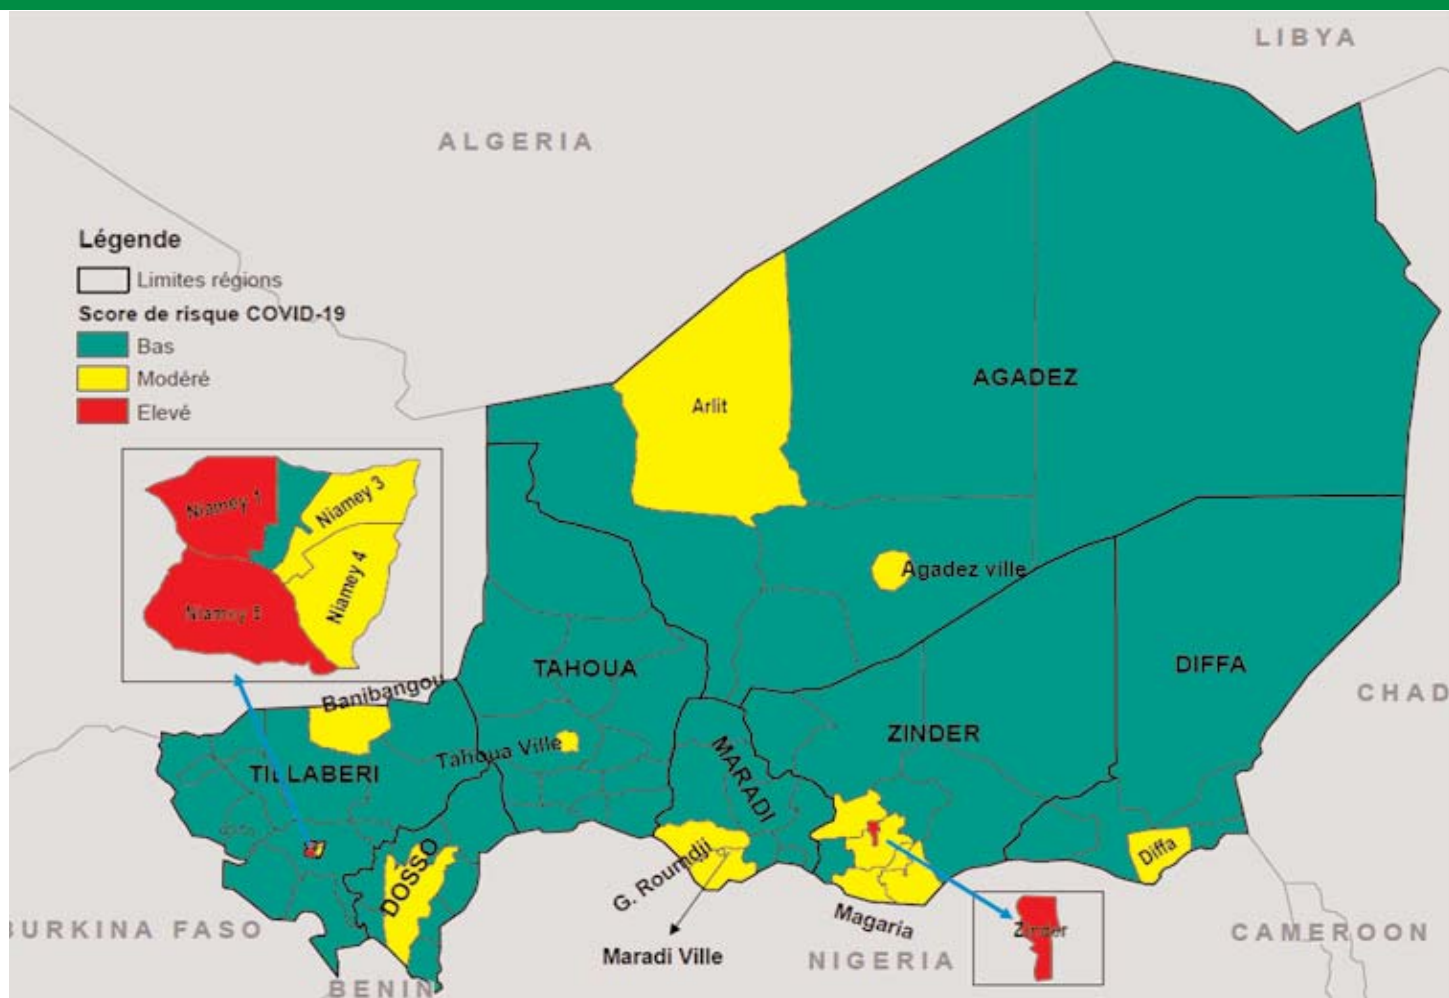 LIBYA
ALGERIA
Légende
Limites régions
Score de risque COVID-19
Bas
Modéré
Elevé
AGADEZ
Arlit
Niamey 1
Niamey 3
Niamey 4
Niamey 5
Agadez ville
TAHOUA
DIFFA
CHAD
Banibangou
ZINDER
Tahoua Ville
MARADI
TILLABERI
DOSSO
G. Roumdji
Diffa
Magaria
Zinder
BURKINA FASO
Maradi Ville
NIGERIA
CAMEROON
BENIN